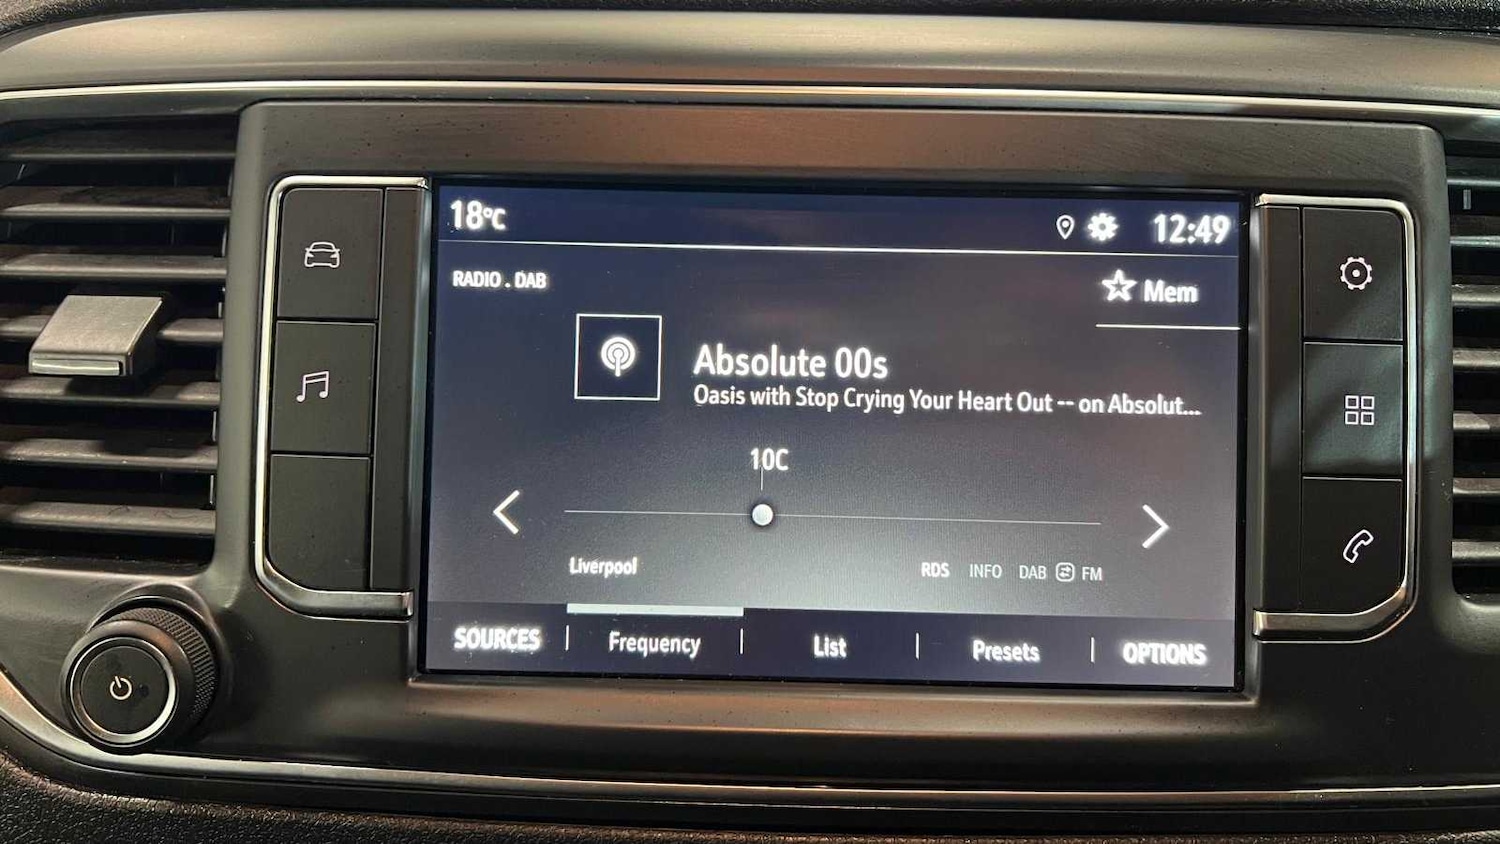 18°C 12:49
RADIO . DAB
Mem
Absolute 00s
Oasis with Stop Crying Your Heart Out -- on Absolut...
10C
Liverpool
RDS INFO DAB FM
SOURCES Frequency List Presets OPTIONS